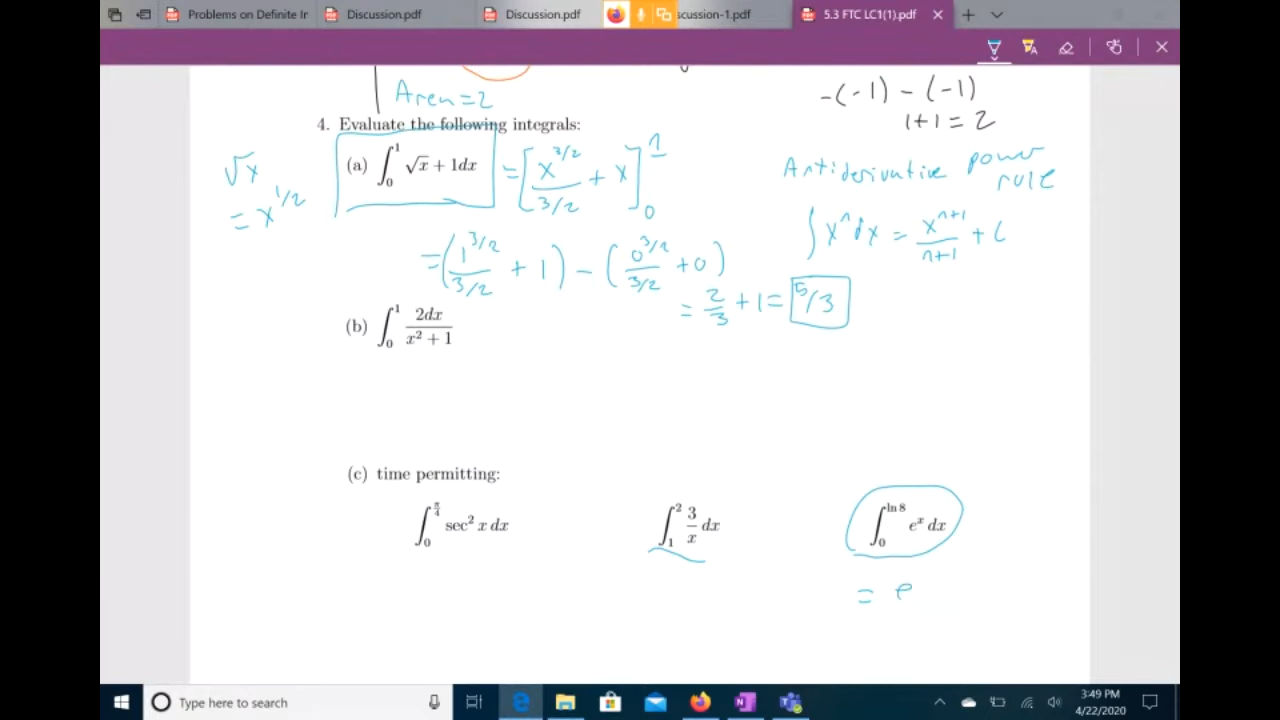 Problems on Definite Ir
Discussion.pdf
Discussion.pdf
scussion-1.pdf
5.3 FTC LC1(1).pdf
Area=2
-(-1) - (-1)
1+1=2
4. Evaluate the following integrals:
(a) ∫₀¹ √x + 1dx = [x^{3/2}/(3/2) + x]₀¹
√x
= x^{1/2}
Antiderivative power
rule
∫ x^n dx = x^{n+1}/(n+1) + C
= (1^{3/2}/(3/2) + 1) - (0^{3/2}/(3/2) + 0)
= 2/3 + 1 = 5/3
(b) ∫₀¹ 2dx/(x² + 1)
(c) time permitting:
∫₀^{π/4} sec² x dx
∫₁² 3/x dx
∫₀^{ln 8} e^x dx
= e
Type here to search
3:49 PM
4/22/2020